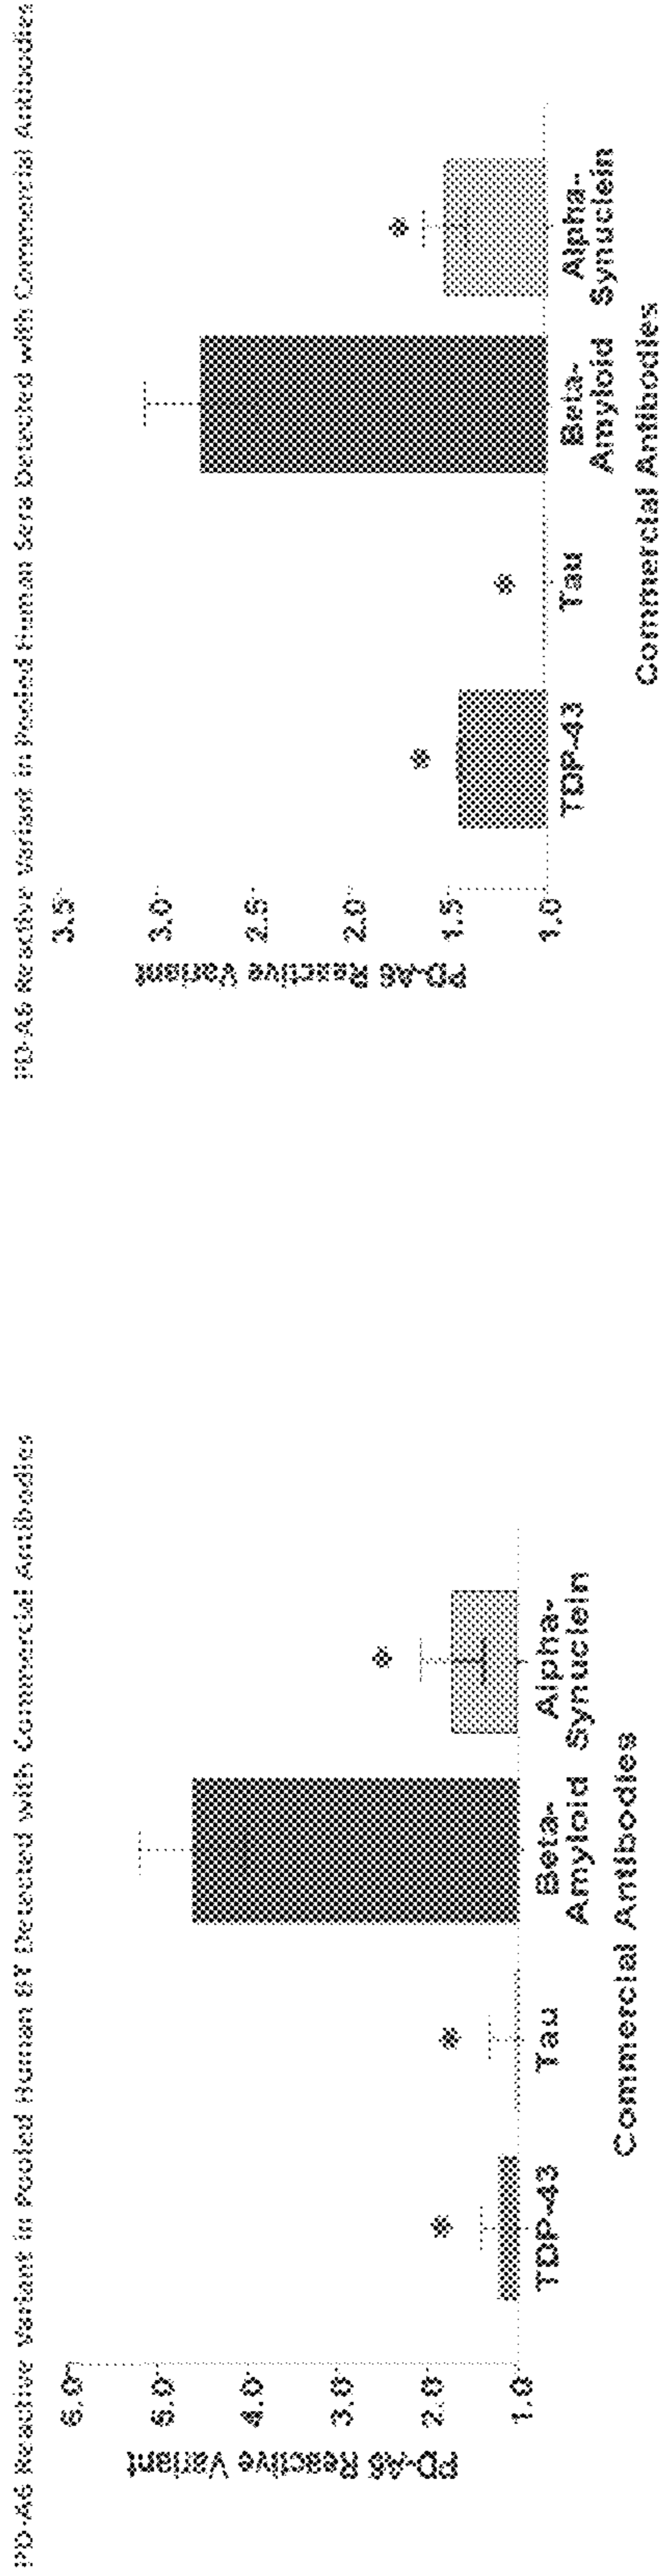 PD-A6 Reactive Variant in Pooled Human BT Detected with Commercial Antibodies
PD-A6 Reactive Variant
6.0
5.0
4.0
3.0
2.0
1.0
TDP-43
Tau
Beta-
Amyloid
Alpha-
Synuclein
*
*
*
Commercial Antibodies
PD-A6 Reactive Variant in Pooled Human Sera Detected with Commercial Antibodies
PD-A6 Reactive Variant
3.5
3.0
2.5
2.0
1.5
1.0
TDP-43
Tau
Beta-
Amyloid
Alpha-
Synuclein
*
*
*
Commercial Antibodies